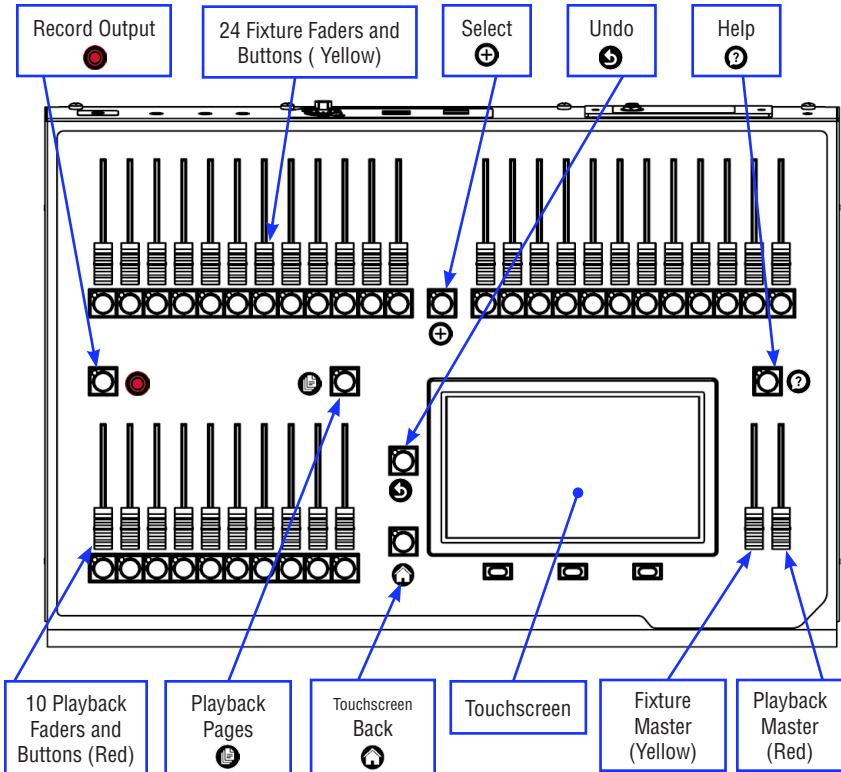 Record Output
24 Fixture Faders and
Buttons ( Yellow)
Select
Undo
Help
?
?
10 Playback
Faders and
Buttons (Red)
Playback
Pages
Touchscreen
Back
Touchscreen
Fixture
Master
(Yellow)
Playback
Master
(Red)